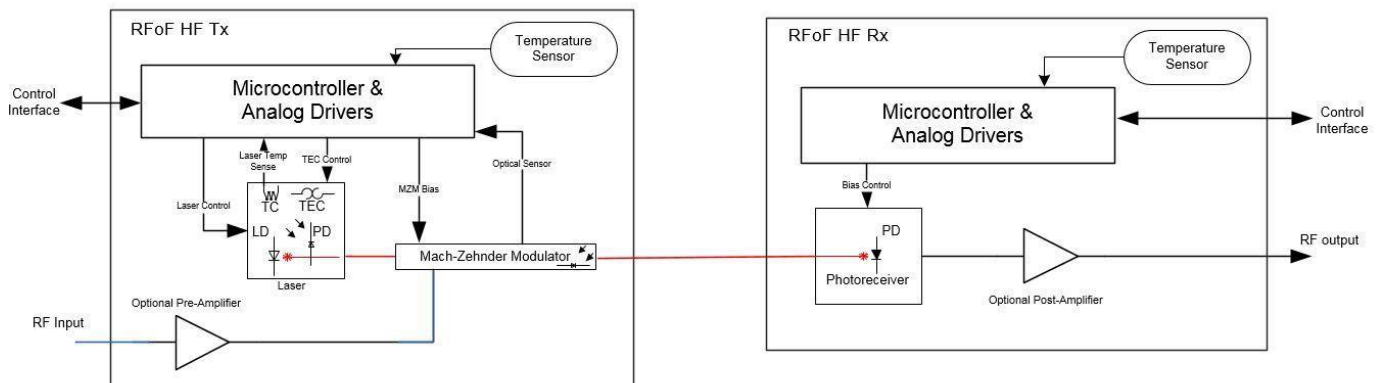 RFoF HF Tx
Temperature
Sensor
Microcontroller &
Analog Drivers
Control
Interface
Laser Temp
Sense
TEC Control
Optical Sensor
Laser Control
MZM Bias
TC
TEC
LD
PD
Mach-Zehnder Modulator
Laser
Optional Pre-Amplifier
RF Input
RFoF HF Rx
Temperature
Sensor
Microcontroller &
Analog Drivers
Control
Interface
Bias Control
PD
Photoreceiver
Optional Post-Amplifier
RF output